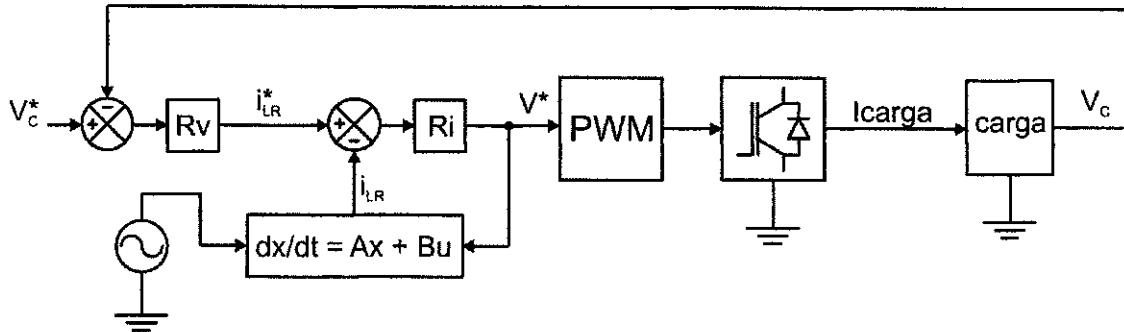 V*c
+
−
Rv
i*LR
+
−
Ri
V*
PWM
Icarga
carga
Vc
iLR
dx/dt = Ax + Bu